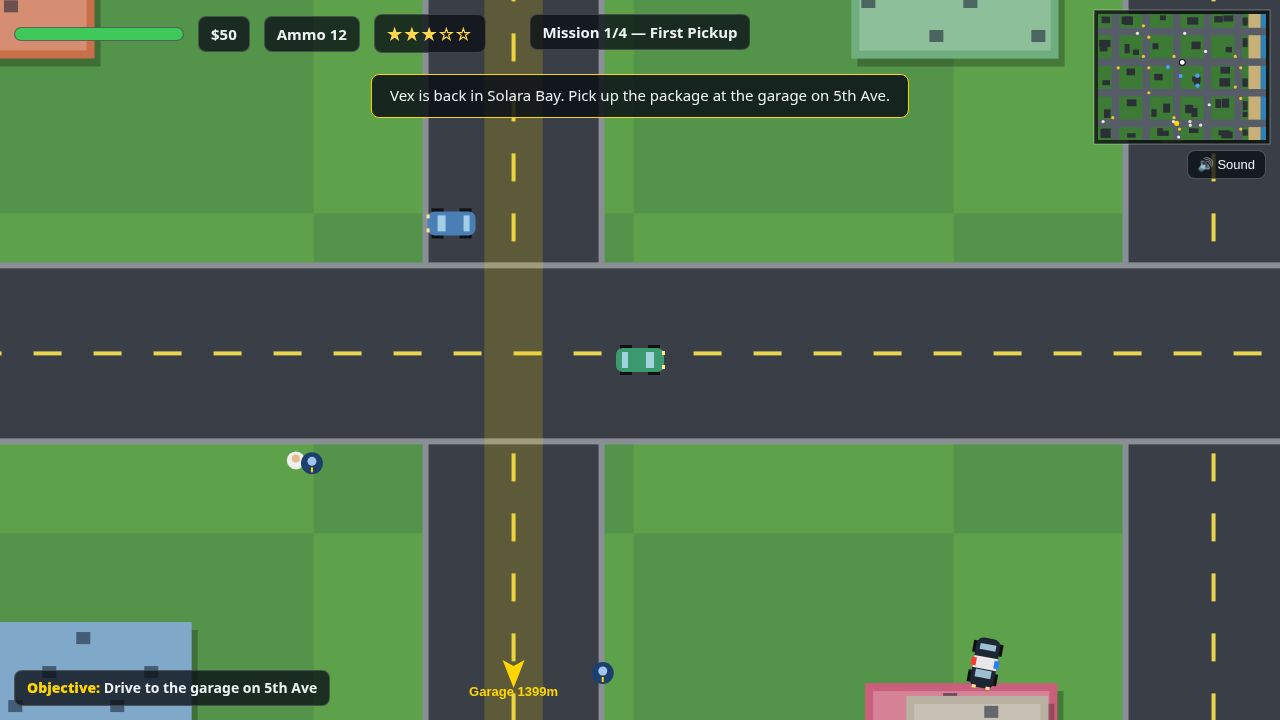 $50
Ammo 12
★★★☆☆
Mission 1/4 — First Pickup
Vex is back in Solara Bay. Pick up the package at the garage on 5th Ave.
🔊 Sound
Objective: Drive to the garage on 5th Ave
Garage 1399m